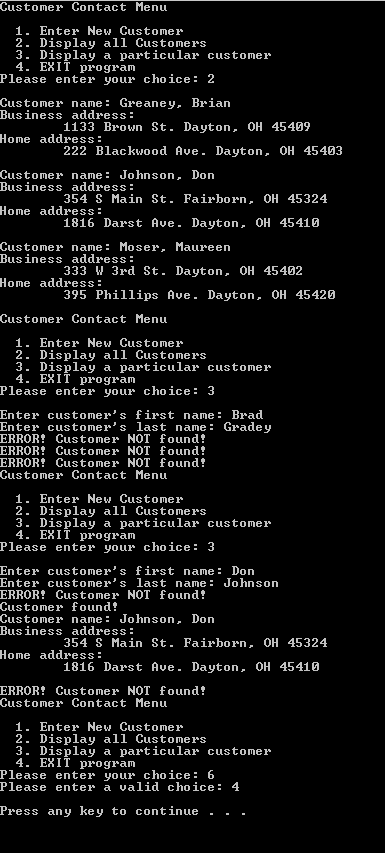 Customer Contact Menu
1. Enter New Customer
2. Display all Customers
3. Display a particular customer
4. EXIT program
Please enter your choice: 2
Customer name: Greaney, Brian
Business address:
1133 Brown St. Dayton, OH 45409
Home address:
222 Blackwood Ave. Dayton, OH 45403
Customer name: Johnson, Don
Business address:
354 S Main St. Fairborn, OH 45324
Home address:
1816 Darst Ave. Dayton, OH 45410
Customer name: Moser, Maureen
Business address:
333 W 3rd St. Dayton, OH 45402
Home address:
395 Phillips Ave. Dayton, OH 45420
Customer Contact Menu
1. Enter New Customer
2. Display all Customers
3. Display a particular customer
4. EXIT program
Please enter your choice: 3
Enter customer's first name: Brad
Enter customer's last name: Gradey
ERROR! Customer NOT found!
ERROR! Customer NOT found!
ERROR! Customer NOT found!
Customer Contact Menu
1. Enter New Customer
2. Display all Customers
3. Display a particular customer
4. EXIT program
Please enter your choice: 3
Enter customer's first name: Don
Enter customer's last name: Johnson
ERROR! Customer NOT found!
Customer found!
Customer name: Johnson, Don
Business address:
354 S Main St. Fairborn, OH 45324
Home address:
1816 Darst Ave. Dayton, OH 45410
ERROR! Customer NOT found!
Customer Contact Menu
1. Enter New Customer
2. Display all Customers
3. Display a particular customer
4. EXIT program
Please enter your choice: 6
Please enter a valid choice: 4
Press any key to continue . . .